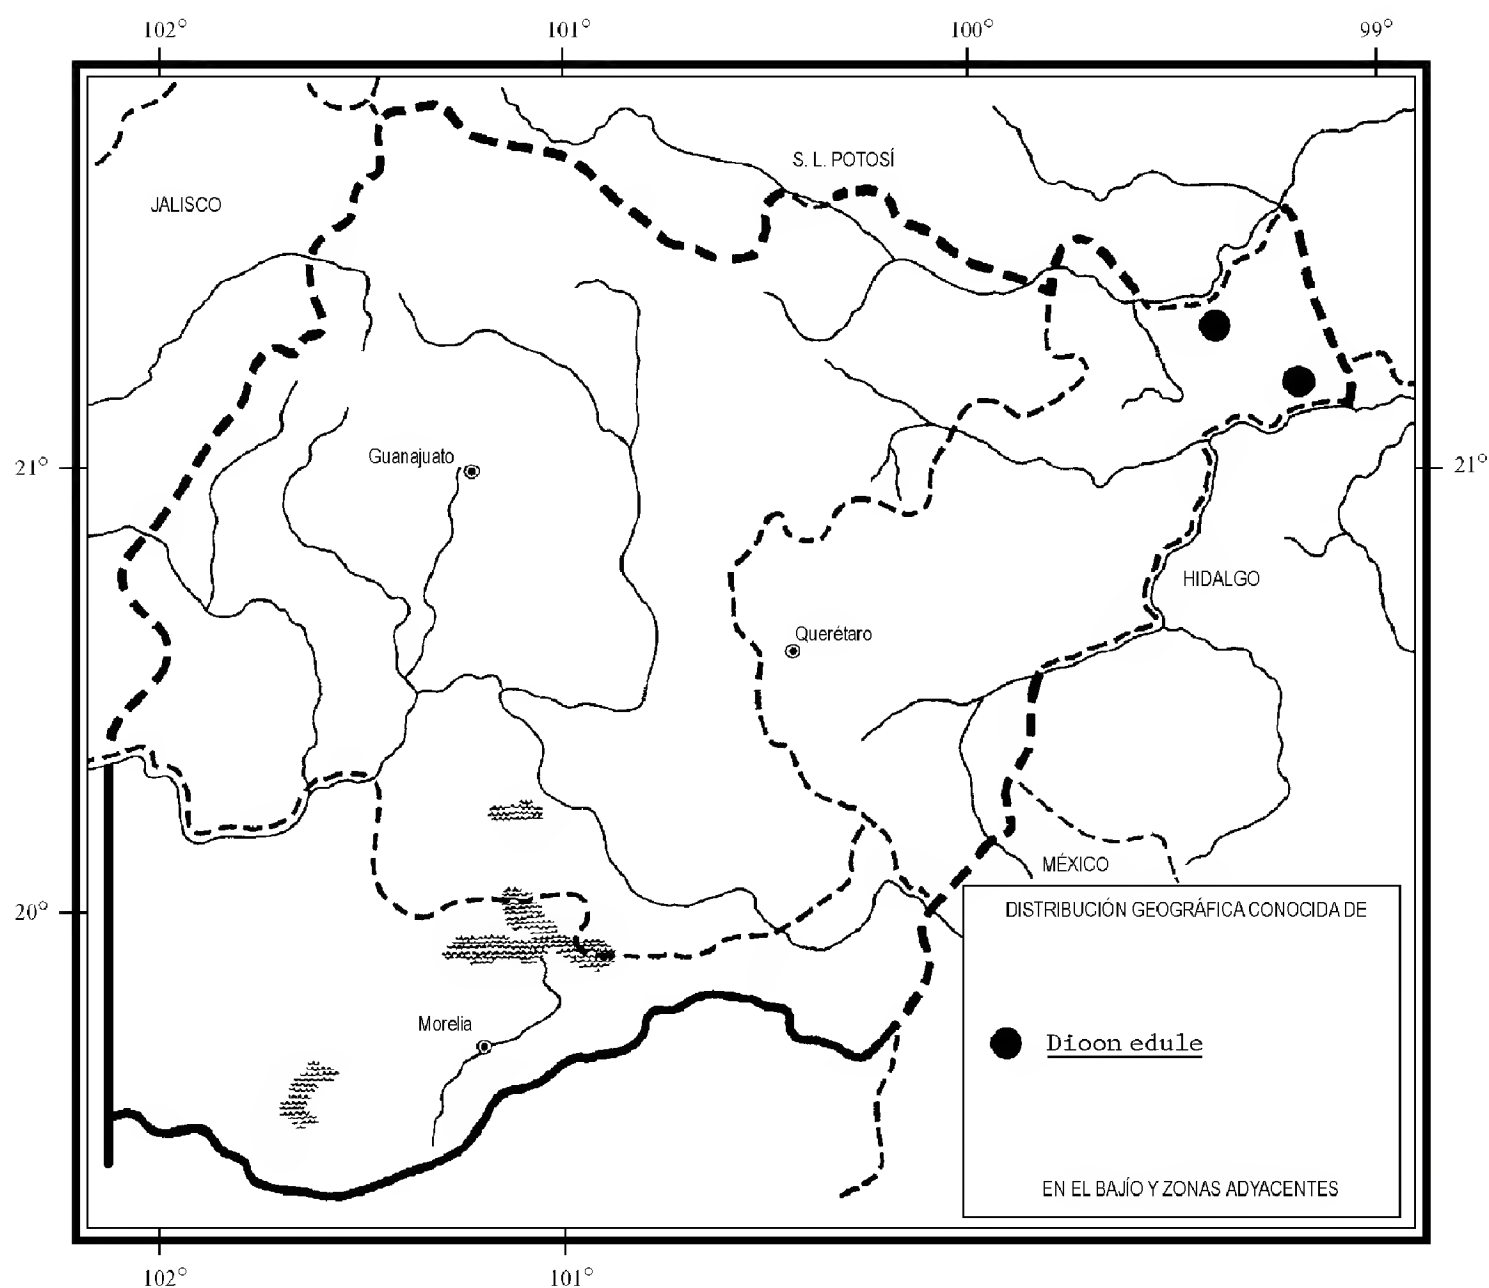 102° 101° 100° 99°
S. L. POTOSÍ
JALISCO
Guanajuato
21° 21°
HIDALGO
Querétaro
MÉXICO
20°
DISTRIBUCIÓN GEOGRÁFICA CONOCIDA DE
Morelia
Dioon edule
EN EL BAJÍO Y ZONAS ADYACENTES
102° 101°